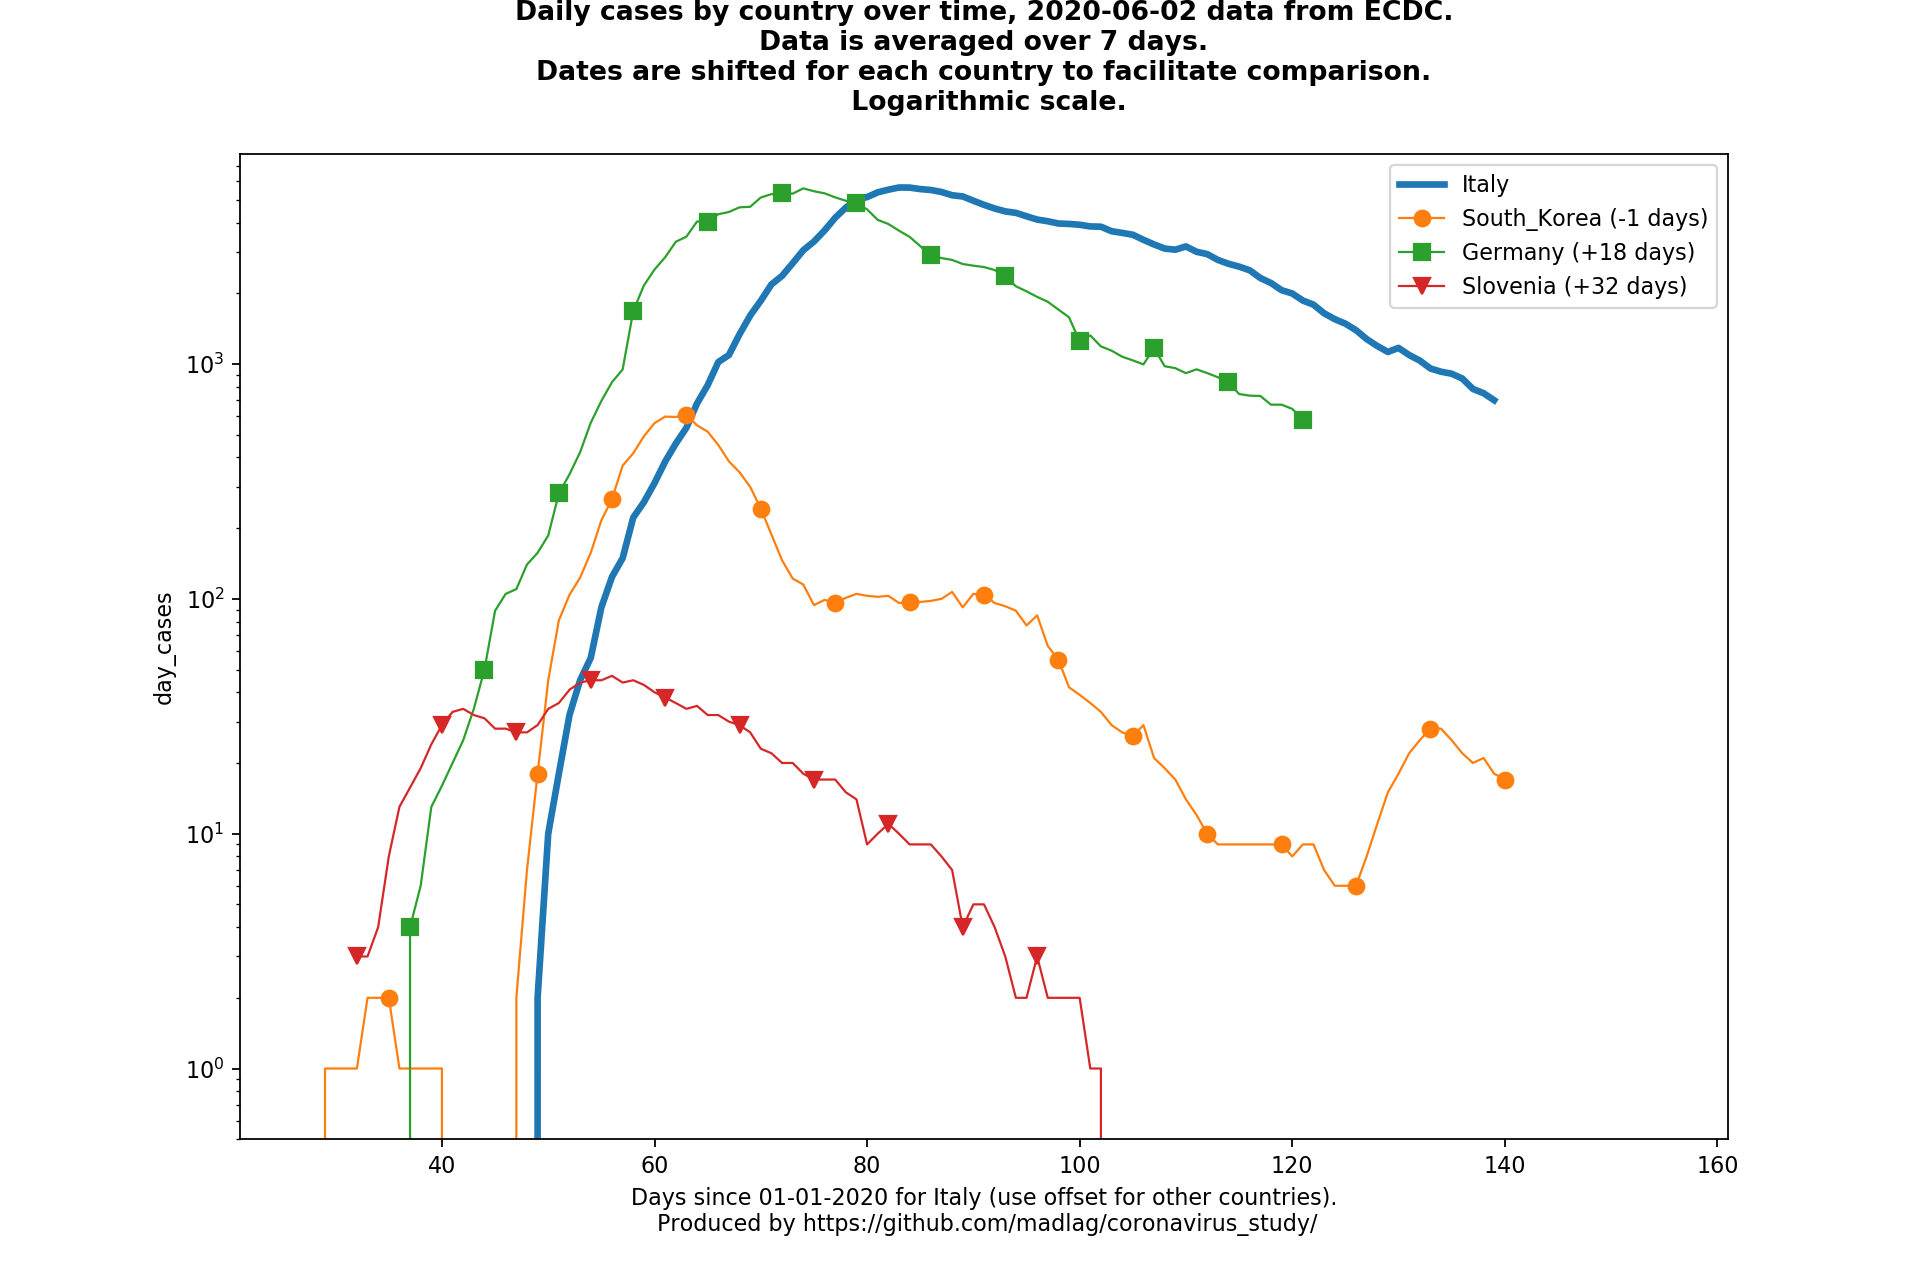 Daily cases by country over time, 2020-06-02 data from ECDC.
Data is averaged over 7 days.
Dates are shifted for each country to facilitate comparison.
Logarithmic scale.
Italy
South_Korea (-1 days)
Germany (+18 days)
Slovenia (+32 days)
day_cases
10³
10²
10¹
10⁰
40 60 80 100 120 140 160
Days since 01-01-2020 for Italy (use offset for other countries).
Produced by https://github.com/madlag/coronavirus_study/